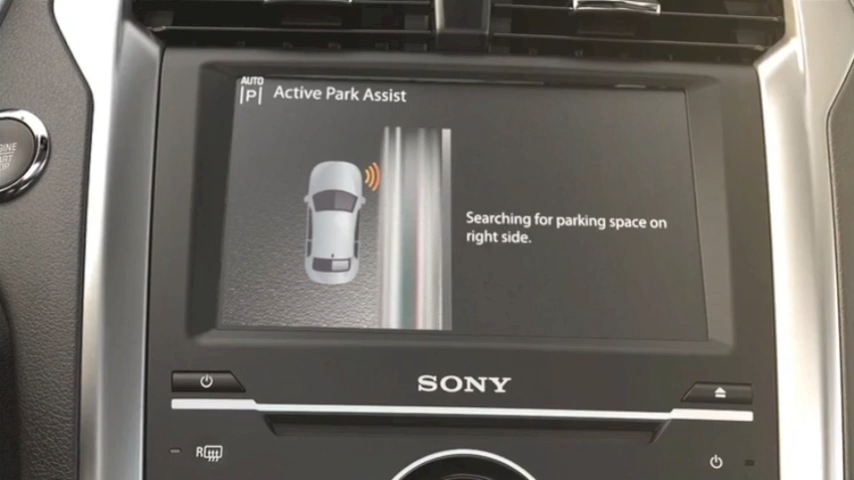 AUTO
|P| Active Park Assist
Searching for parking space on
right side.
SONY
R